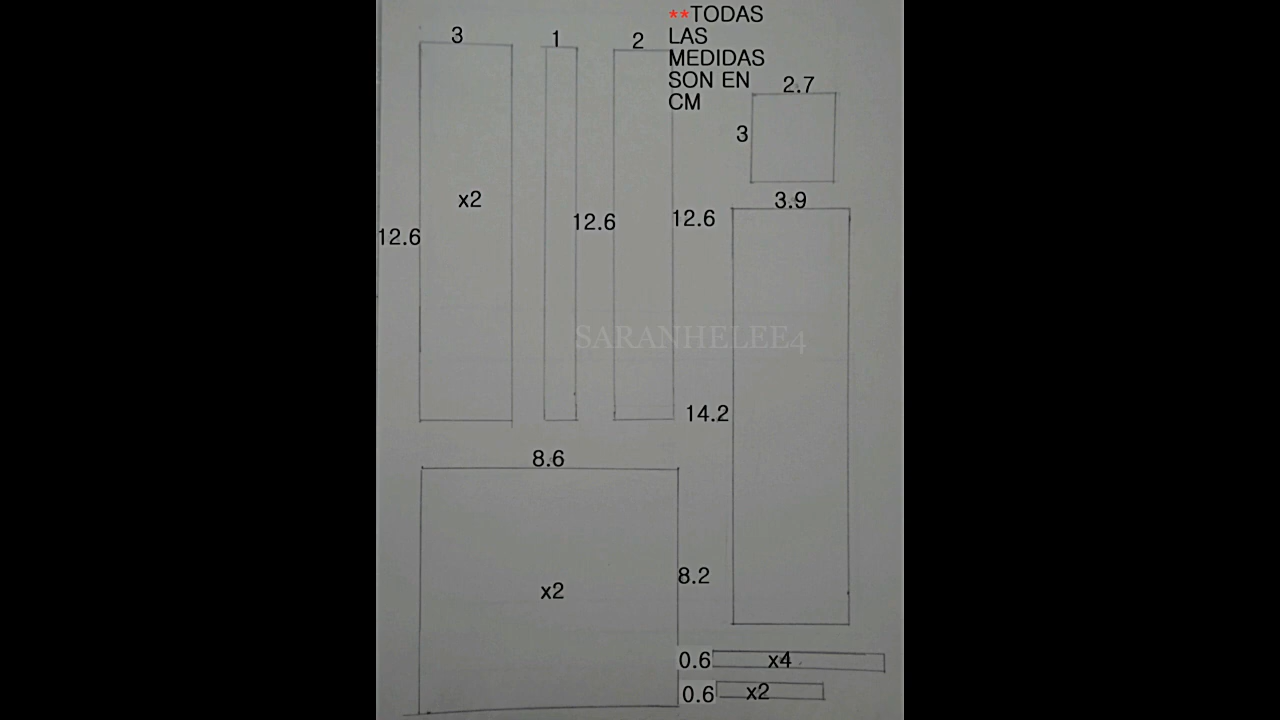 **TODAS
LAS
MEDIDAS
SON EN
CM
3
1
2
2.7
3
x2
12.6
12.6
12.6
3.9
SARANHELEE4
14.2
8.6
8.2
x2
0.6
x4
0.6
x2